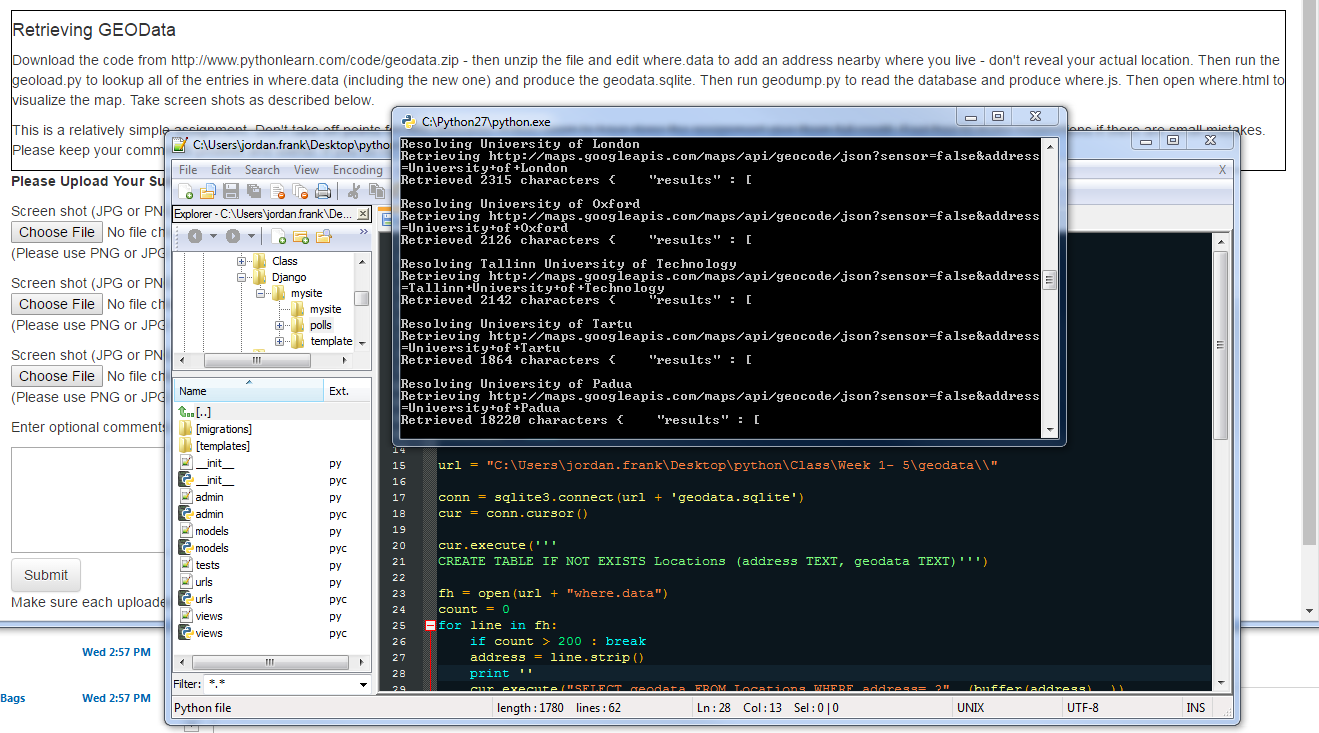 Retrieving GEOData
Download the code from http://www.pythonlearn.com/code/geodata.zip - then unzip the file and edit where.data to add an address nearby where you live - don't reveal your actual location. Then run the
geoload.py to lookup all of the entries in where.data (including the new one) and produce the geodata.sqlite. Then run geodump.py to read the database and produce where.js. Then open where.html to
visualize the map. Take screen shots as described below.
This is a relatively simple assignment. Don't take off points
if there are small mistakes.
Please keep your comm
Please Upload Your Su
Screen shot (JPG or PN
Choose File No file ch
(Please use PNG or JPG
Screen shot (JPG or PN
Choose File No file ch
(Please use PNG or JPG
Screen shot (JPG or PN
Choose File No file ch
(Please use PNG or JPG
Enter optional comments
Submit
Make sure each uploade
Wed 2:57 PM
Bags Wed 2:57 PM
C:\Python27\python.exe
Resolving University of London
Retrieving http://maps.googleapis.com/maps/api/geocode/json?sensor=false&address
=University+of+London
Retrieved 2315 characters { "results" : [
Resolving University of Oxford
Retrieving http://maps.googleapis.com/maps/api/geocode/json?sensor=false&address
=University+of+Oxford
Retrieved 2126 characters { "results" : [
Resolving Tallinn University of Technology
Retrieving http://maps.googleapis.com/maps/api/geocode/json?sensor=false&address
=Tallinn+University+of+Technology
Retrieved 2142 characters { "results" : [
Resolving University of Tartu
Retrieving http://maps.googleapis.com/maps/api/geocode/json?sensor=false&address
=University+of+Tartu
Retrieved 1864 characters { "results" : [
Resolving University of Padua
Retrieving http://maps.googleapis.com/maps/api/geocode/json?sensor=false&address
=University+of+Padua
Retrieved 18220 characters { "results" : [
C:\Users\jordan.frank\Desktop\pytho
File Edit Search View Encoding
X
Explorer - C:\Users\jordan.frank\De...
Class
Django
mysite
mysite
polls
template
Name Ext.
[..]
[migrations]
[templates]
__init__ py
__init__ pyc
admin py
admin pyc
models py
models pyc
tests py
urls py
urls pyc
views py
views pyc
Filter: *.*
14
15 url = "C:\Users\jordan.frank\Desktop\python\Class\Week 1- 5\geodata\\"
16
17 conn = sqlite3.connect(url + 'geodata.sqlite')
18 cur = conn.cursor()
19
20 cur.execute('''
21 CREATE TABLE IF NOT EXISTS Locations (address TEXT, geodata TEXT)''')
22
23 fh = open(url + "where.data")
24 count = 0
25 for line in fh:
26 if count > 200 : break
27 address = line.strip()
28 print ''
29 cur.execute("SELECT geodata FROM Locations WHERE address= ?", (buffer(address), ))
Python file length : 1780 lines : 62 Ln : 28 Col : 13 Sel : 0 | 0 UNIX UTF-8 INS